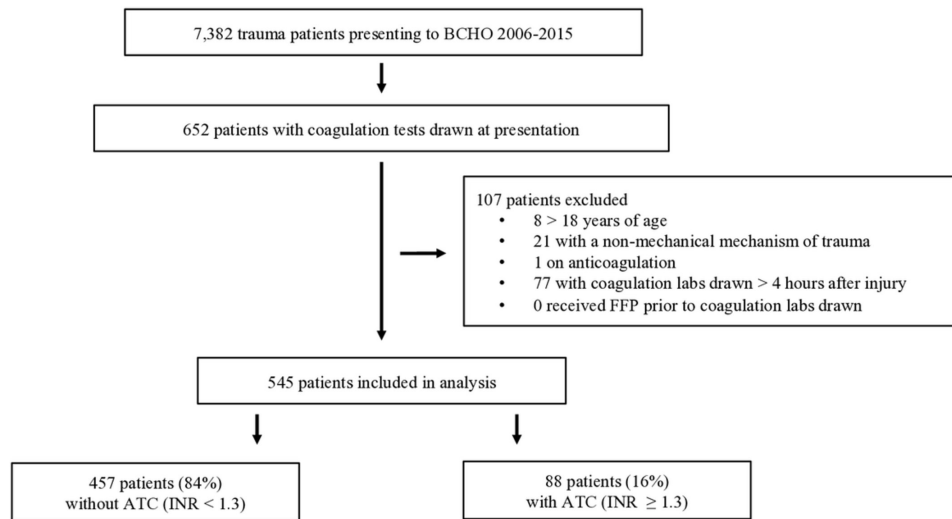 7,382 trauma patients presenting to BCHO 2006-2015
652 patients with coagulation tests drawn at presentation
107 patients excluded
• 8 > 18 years of age
• 21 with a non-mechanical mechanism of trauma
• 1 on anticoagulation
• 77 with coagulation labs drawn > 4 hours after injury
• 0 received FFP prior to coagulation labs drawn
545 patients included in analysis
457 patients (84%)
without ATC (INR < 1.3)
88 patients (16%)
with ATC (INR ≥ 1.3)